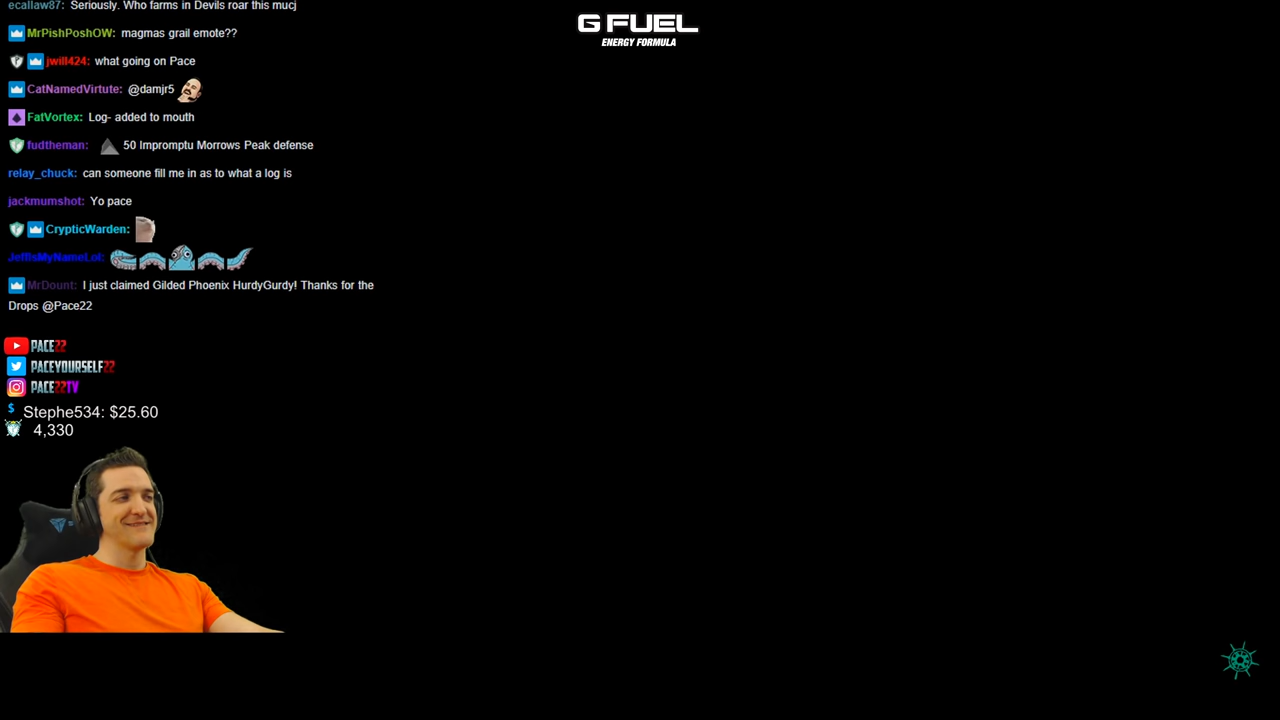 ecallaw87: Seriously. Who farms in Devils roar this mucj
G FUEL
ENERGY FORMULA
MrPishPoshOW: magmas grail emote??
jwill424: what going on Pace
CatNamedVirtute: @damjr5
FatVortex: Log- added to mouth
fudtheman: 50 Impromptu Morrows Peak defense
relay_chuck: can someone fill me in as to what a log is
jackmumshot: Yo pace
CrypticWarden:
JeffIsMyNameLol:
MrDount: I just claimed Gilded Phoenix HurdyGurdy! Thanks for the
Drops @Pace22
PACE22
PACEYOURSELF22
PACE22TV
$ Stephe534: $25.60
4,330